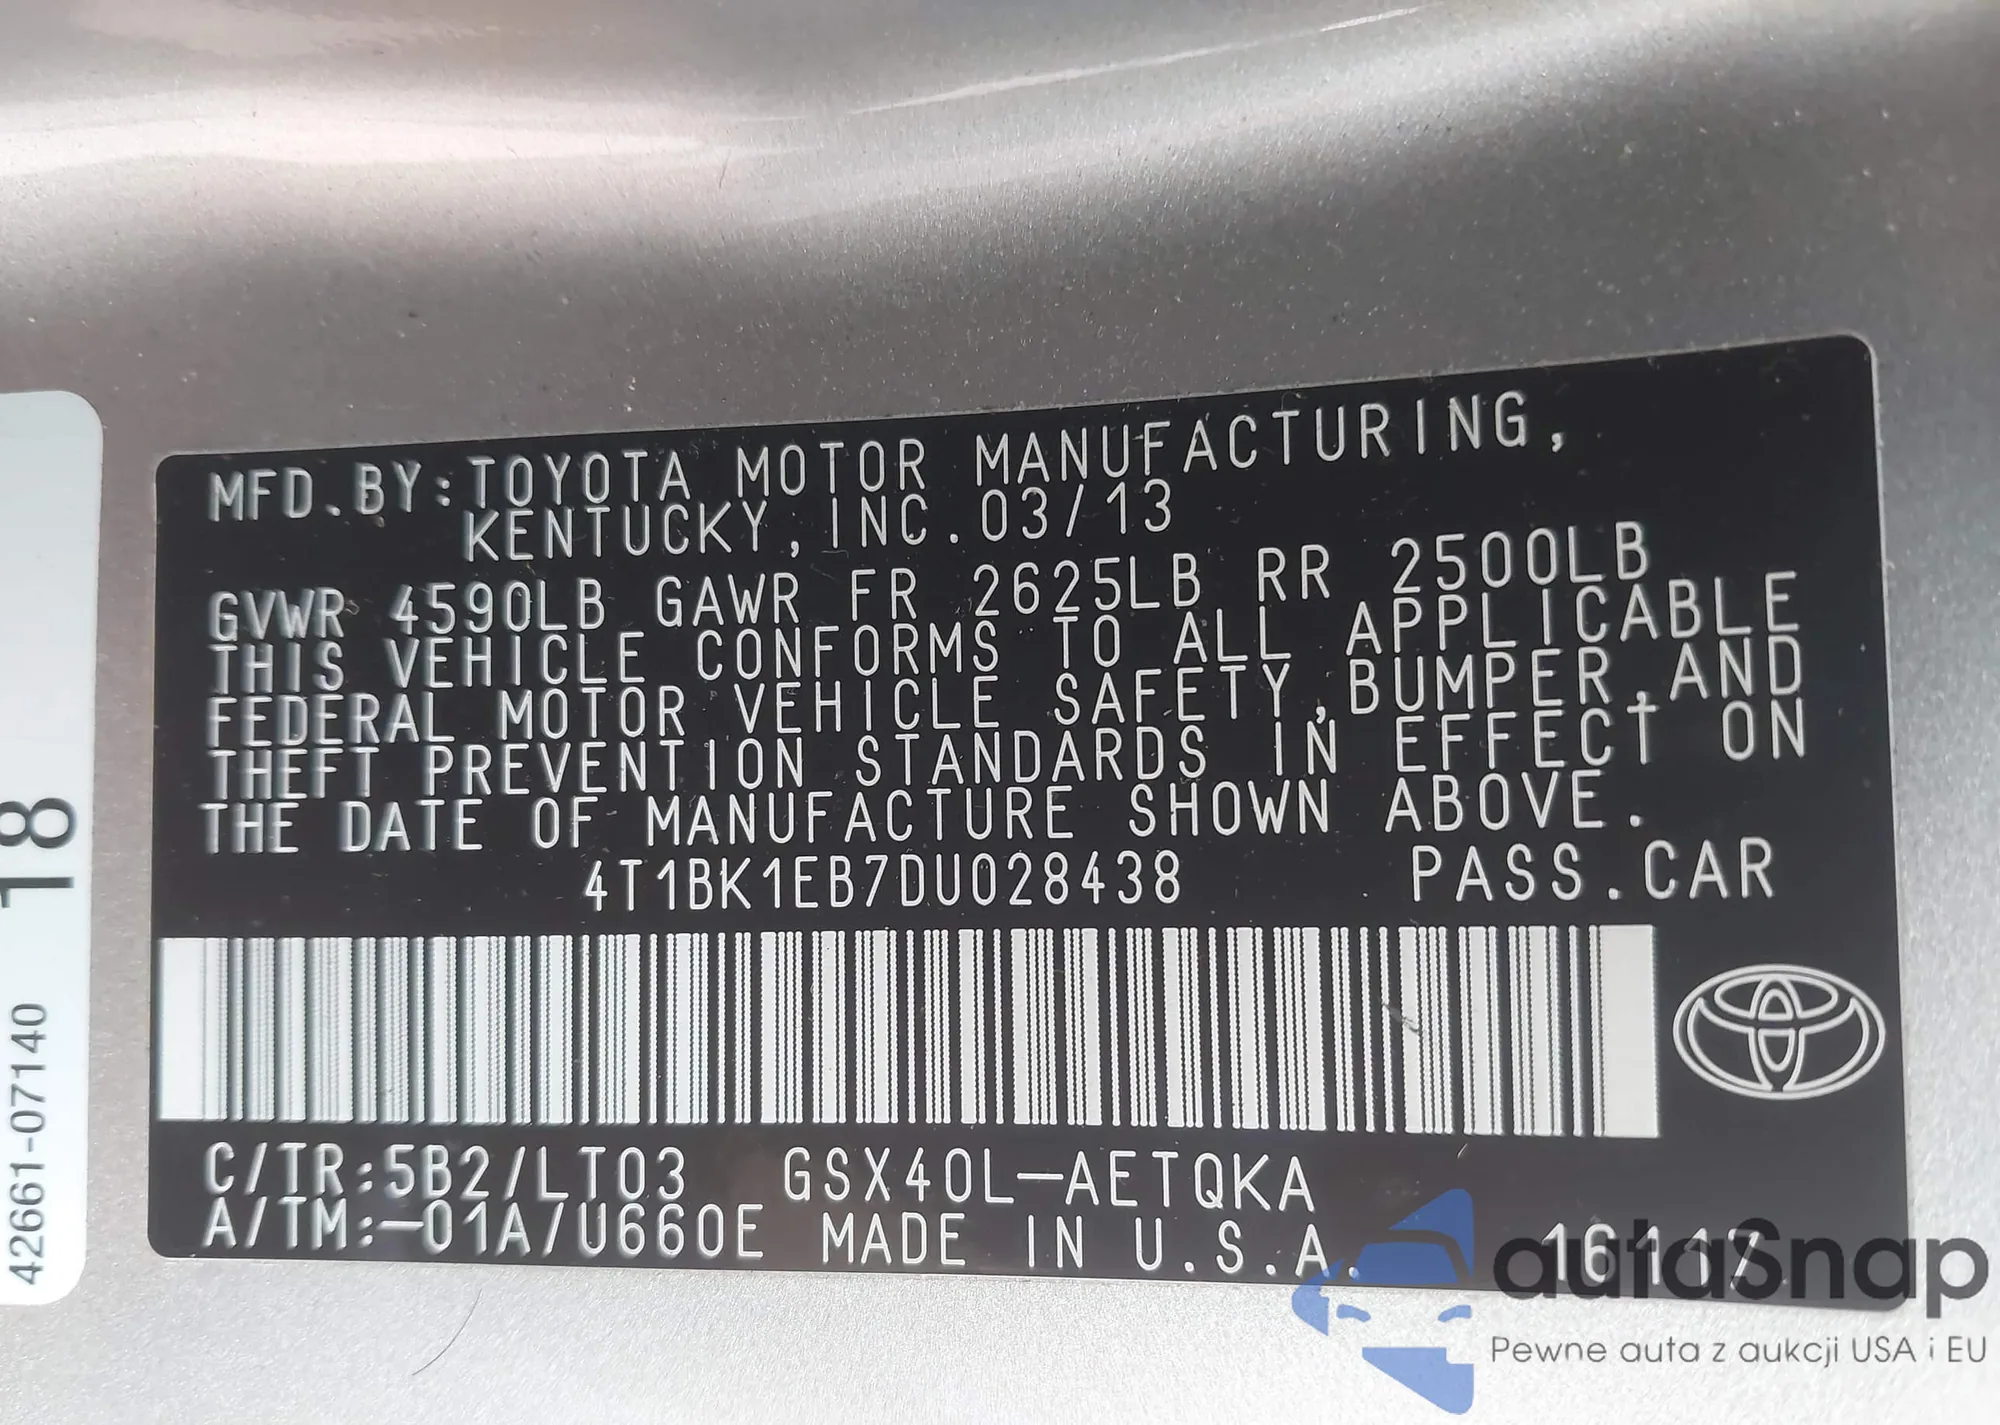 MFD.BY:TOYOTA MOTOR MANUFACTURING,
KENTUCKY,INC.03/13
GVWR 4590LB GAWR FR 2625LB RR 2500LB
THIS VEHICLE CONFORMS TO ALL APPLICABLE
FEDERAL MOTOR VEHICLE SAFETY,BUMPER,AND
THEFT PREVENTION STANDARDS IN EFFECT ON
THE DATE OF MANUFACTURE SHOWN ABOVE.
4T1BK1EB7DU028438 PASS.CAR
C/TR:5B2/LT03 GSX40L-AETQKA
A/TM:-01A/U660E MADE IN U.S.A.
18
42661-07140
autoSnap
Pewne auta z aukcji USA i EU